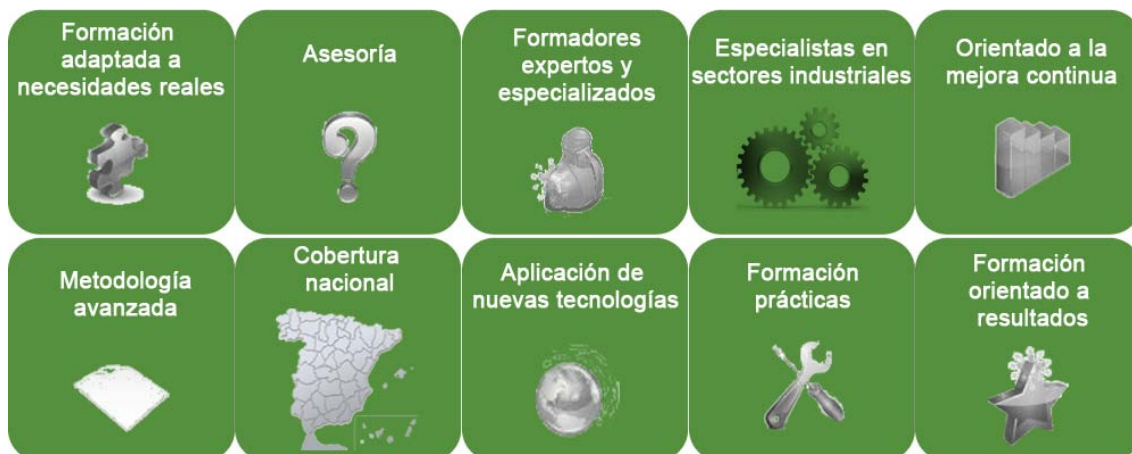 Formación
adaptada a
necesidades reales
Asesoría
Formadores
expertos y
especializados
Especialistas en
sectores industriales
Orientado a la
mejora continua
Metodología
avanzada
Cobertura
nacional
Aplicación de
nuevas tecnologías
Formación
prácticas
Formación
orientado a
resultados